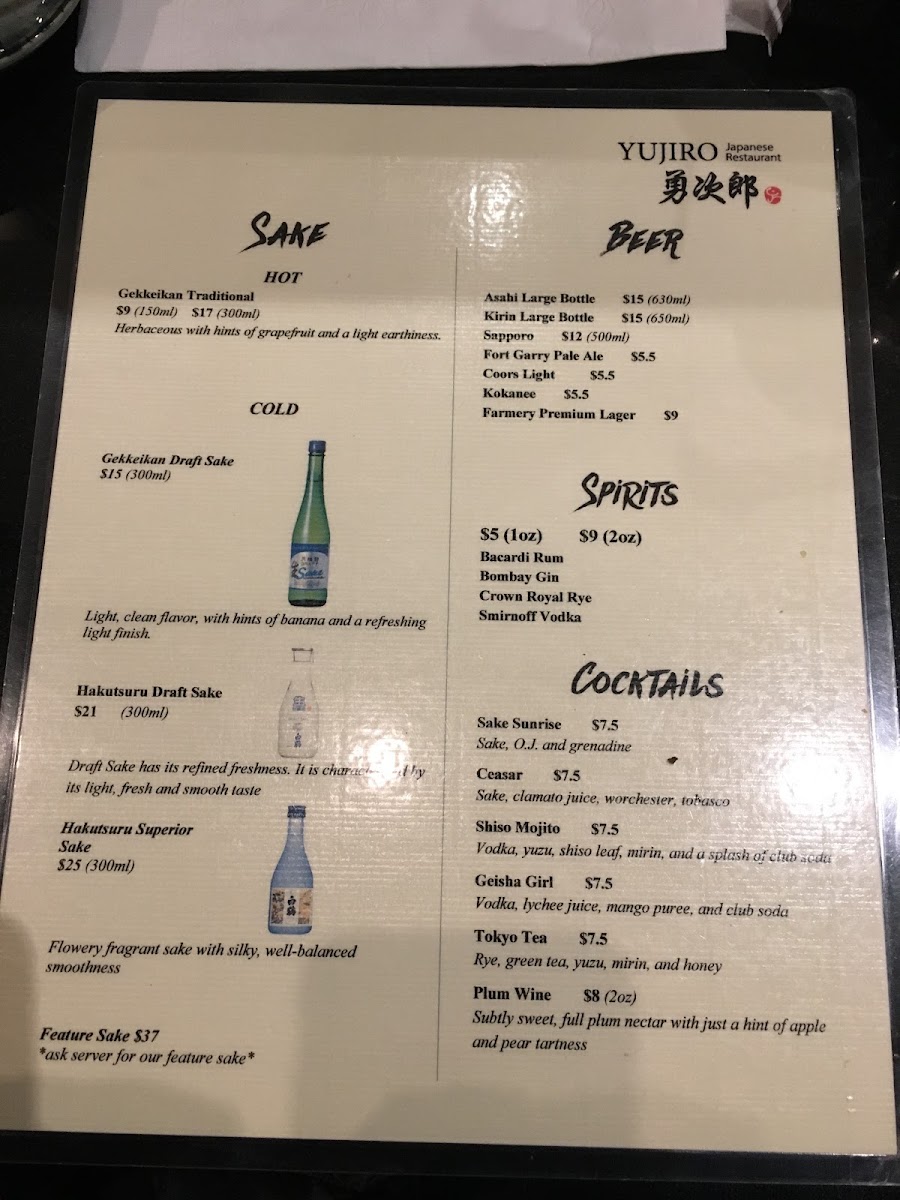 YUJIRO Japanese Restaurant
勇次郎
SAKE
HOT
Gekkeikan Traditional
$9 (150ml) $17 (300ml)
Herbaceous with hints of grapefruit and a light earthiness.
COLD
Gekkeikan Draft Sake
$15 (300ml)
Light, clean flavor, with hints of banana and a refreshing
light finish.
Hakutsuru Draft Sake
$21 (300ml)
Draft Sake has its refined freshness. It is by
its light, fresh and smooth taste
Hakutsuru Superior
Sake
$25 (300ml)
Flowery fragrant sake with silky, well-balanced
smoothness
Feature Sake $37
*ask server for our feature sake*
BEER
Asahi Large Bottle $15 (630ml)
Kirin Large Bottle $15 (650ml)
Sapporo $12 (500ml)
Fort Garry Pale Ale $5.5
Coors Light $5.5
Kokanee $5.5
Farmery Premium Lager $9
SPIRITS
$5 (1oz) $9 (2oz)
Bacardi Rum
Bombay Gin
Crown Royal Rye
Smirnoff Vodka
COCKTAILS
Sake Sunrise $7.5
Sake, O.J. and grenadine
Ceasar $7.5
Sake, clamato juice, worchester, tobasco
Shiso Mojito $7.5
Vodka, yuzu, shiso leaf, mirin, and a splash of club soda
Geisha Girl $7.5
Vodka, lychee juice, mango puree, and club soda
Tokyo Tea $7.5
Rye, green tea, yuzu, mirin, and honey
Plum Wine $8 (2oz)
Subtly sweet, full plum nectar with just a hint of apple
and pear tartness